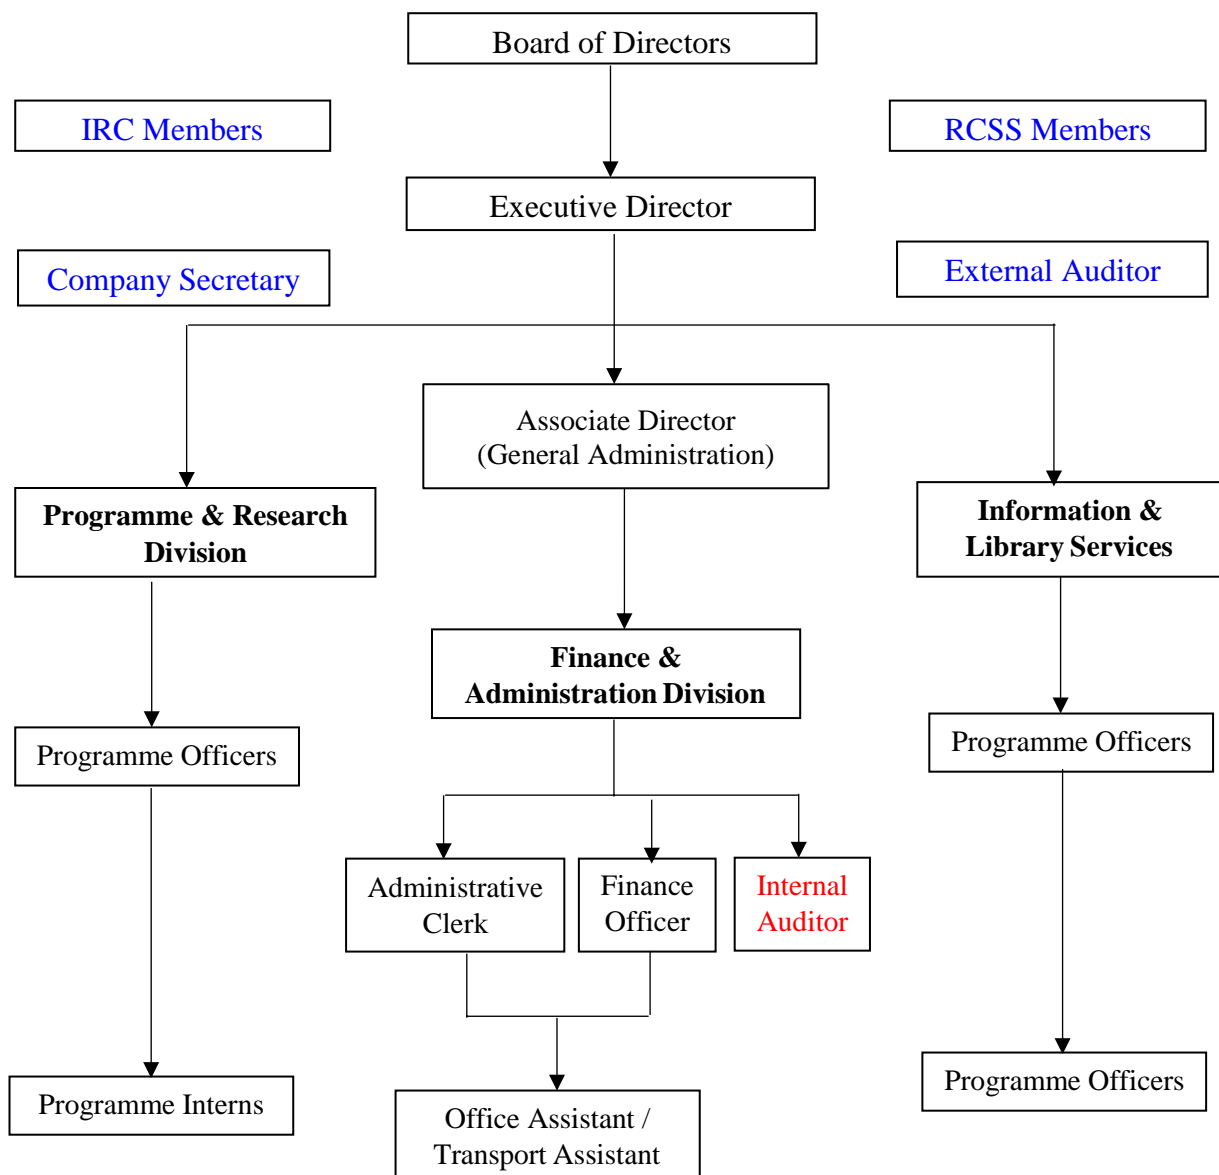 Board of Directors
IRC Members
RCSS Members
Executive Director
Company Secretary
External Auditor
Associate Director
(General Administration)
Programme & Research
Division
Information &
Library Services
Finance &
Administration Division
Programme Officers
Programme Officers
Administrative
Clerk
Finance
Officer
Internal
Auditor
Programme Interns
Office Assistant /
Transport Assistant
Programme Officers